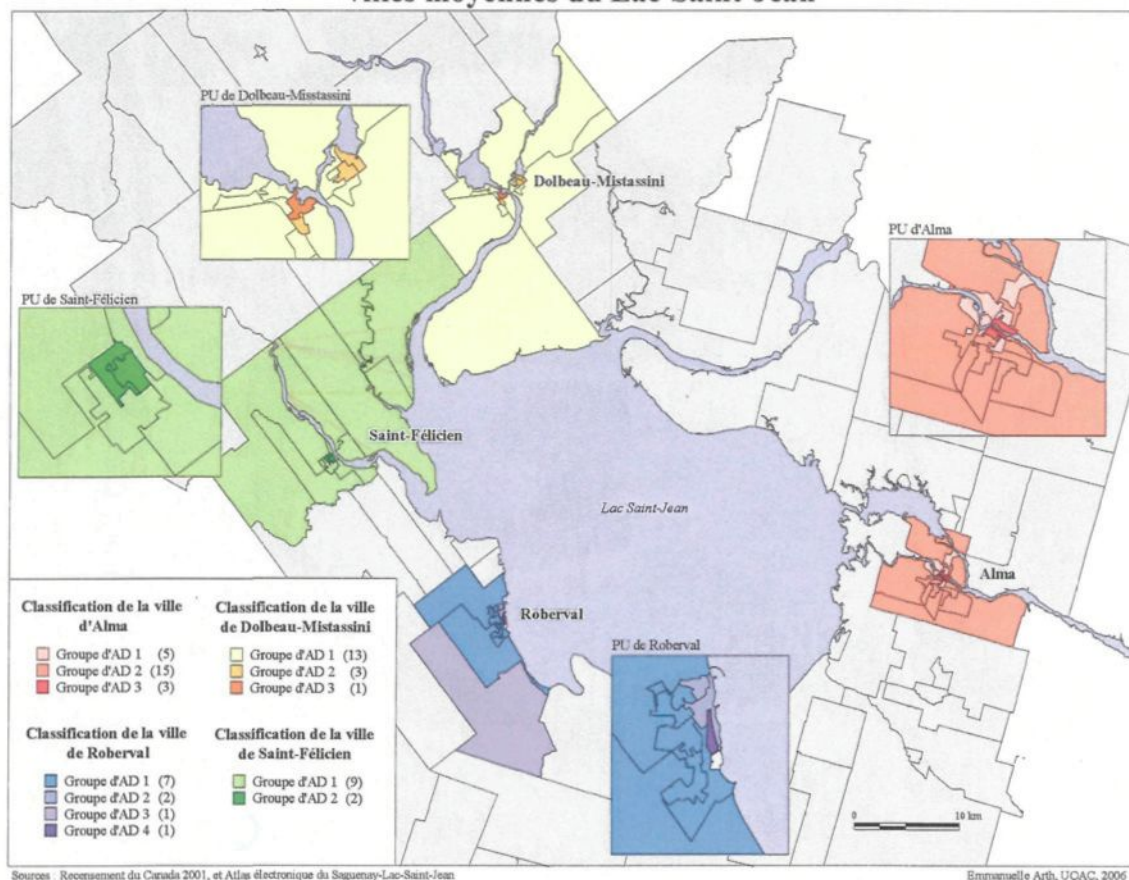 villes moyennes du Lac Saint-Jean
PU de Dolbeau-Misstassini
Dolbeau-Mistassini
PU d'Alma
PU de Saint-Félicien
Saint-Félicien
Lac Saint-Jean
Alma
Roberval
PU de Roberval
Classification de la ville
d'Alma
Groupe d'AD 1 (5)
Groupe d'AD 2 (15)
Groupe d'AD 3 (3)
Classification de la ville
de Dolbeau-Mistassini
Groupe d'AD 1 (13)
Groupe d'AD 2 (3)
Groupe d'AD 3 (1)
Classification de la ville
de Roberval
Groupe d'AD 1 (7)
Groupe d'AD 2 (2)
Groupe d'AD 3 (1)
Groupe d'AD 4 (1)
Classification de la ville
de Saint-Félicien
Groupe d'AD 1 (9)
Groupe d'AD 2 (2)
0 10 km
Sources : Recensement du Canada 2001, et Atlas électronique du Saguenay-Lac-Saint-Jean
Emmanuelle Arth, UQAC, 2006